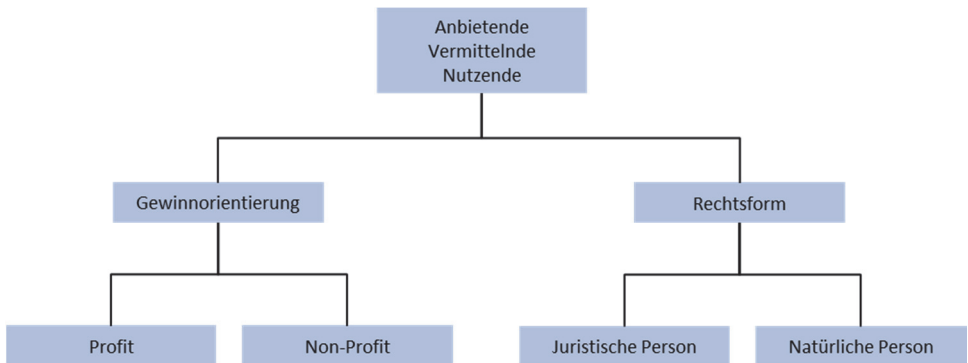 Anbietende
Vermittelnde
Nutzende
Gewinnorientierung
Rechtsform
Profit
Non-Profit
Juristische Person
Natürliche Person